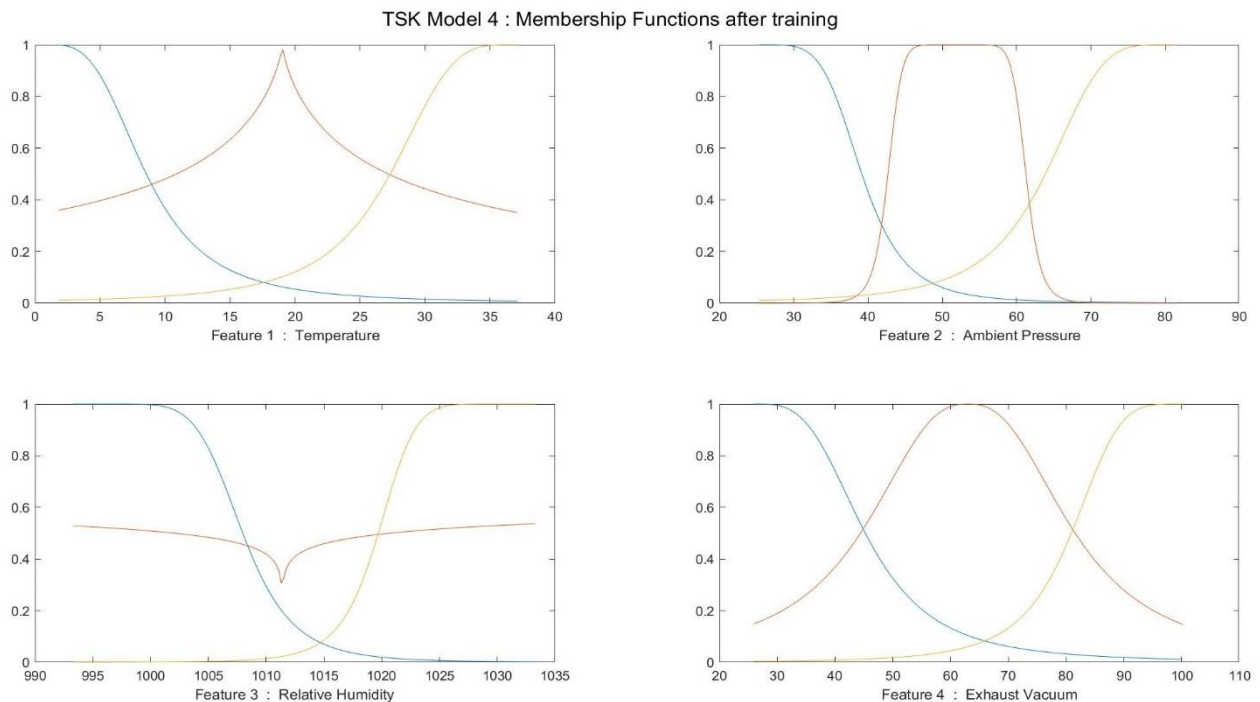 TSK Model 4 : Membership Functions after training
1
0.8
0.6
0.4
0.2
0
0 5 10 15 20 25 30 35 40
Feature 1 : Temperature
1
0.8
0.6
0.4
0.2
0
20 30 40 50 60 70 80 90
Feature 2 : Ambient Pressure
1
0.8
0.6
0.4
0.2
0
990 995 1000 1005 1010 1015 1020 1025 1030 1035
Feature 3 : Relative Humidity
1
0.8
0.6
0.4
0.2
0
20 30 40 50 60 70 80 90 100 110
Feature 4 : Exhaust Vacuum